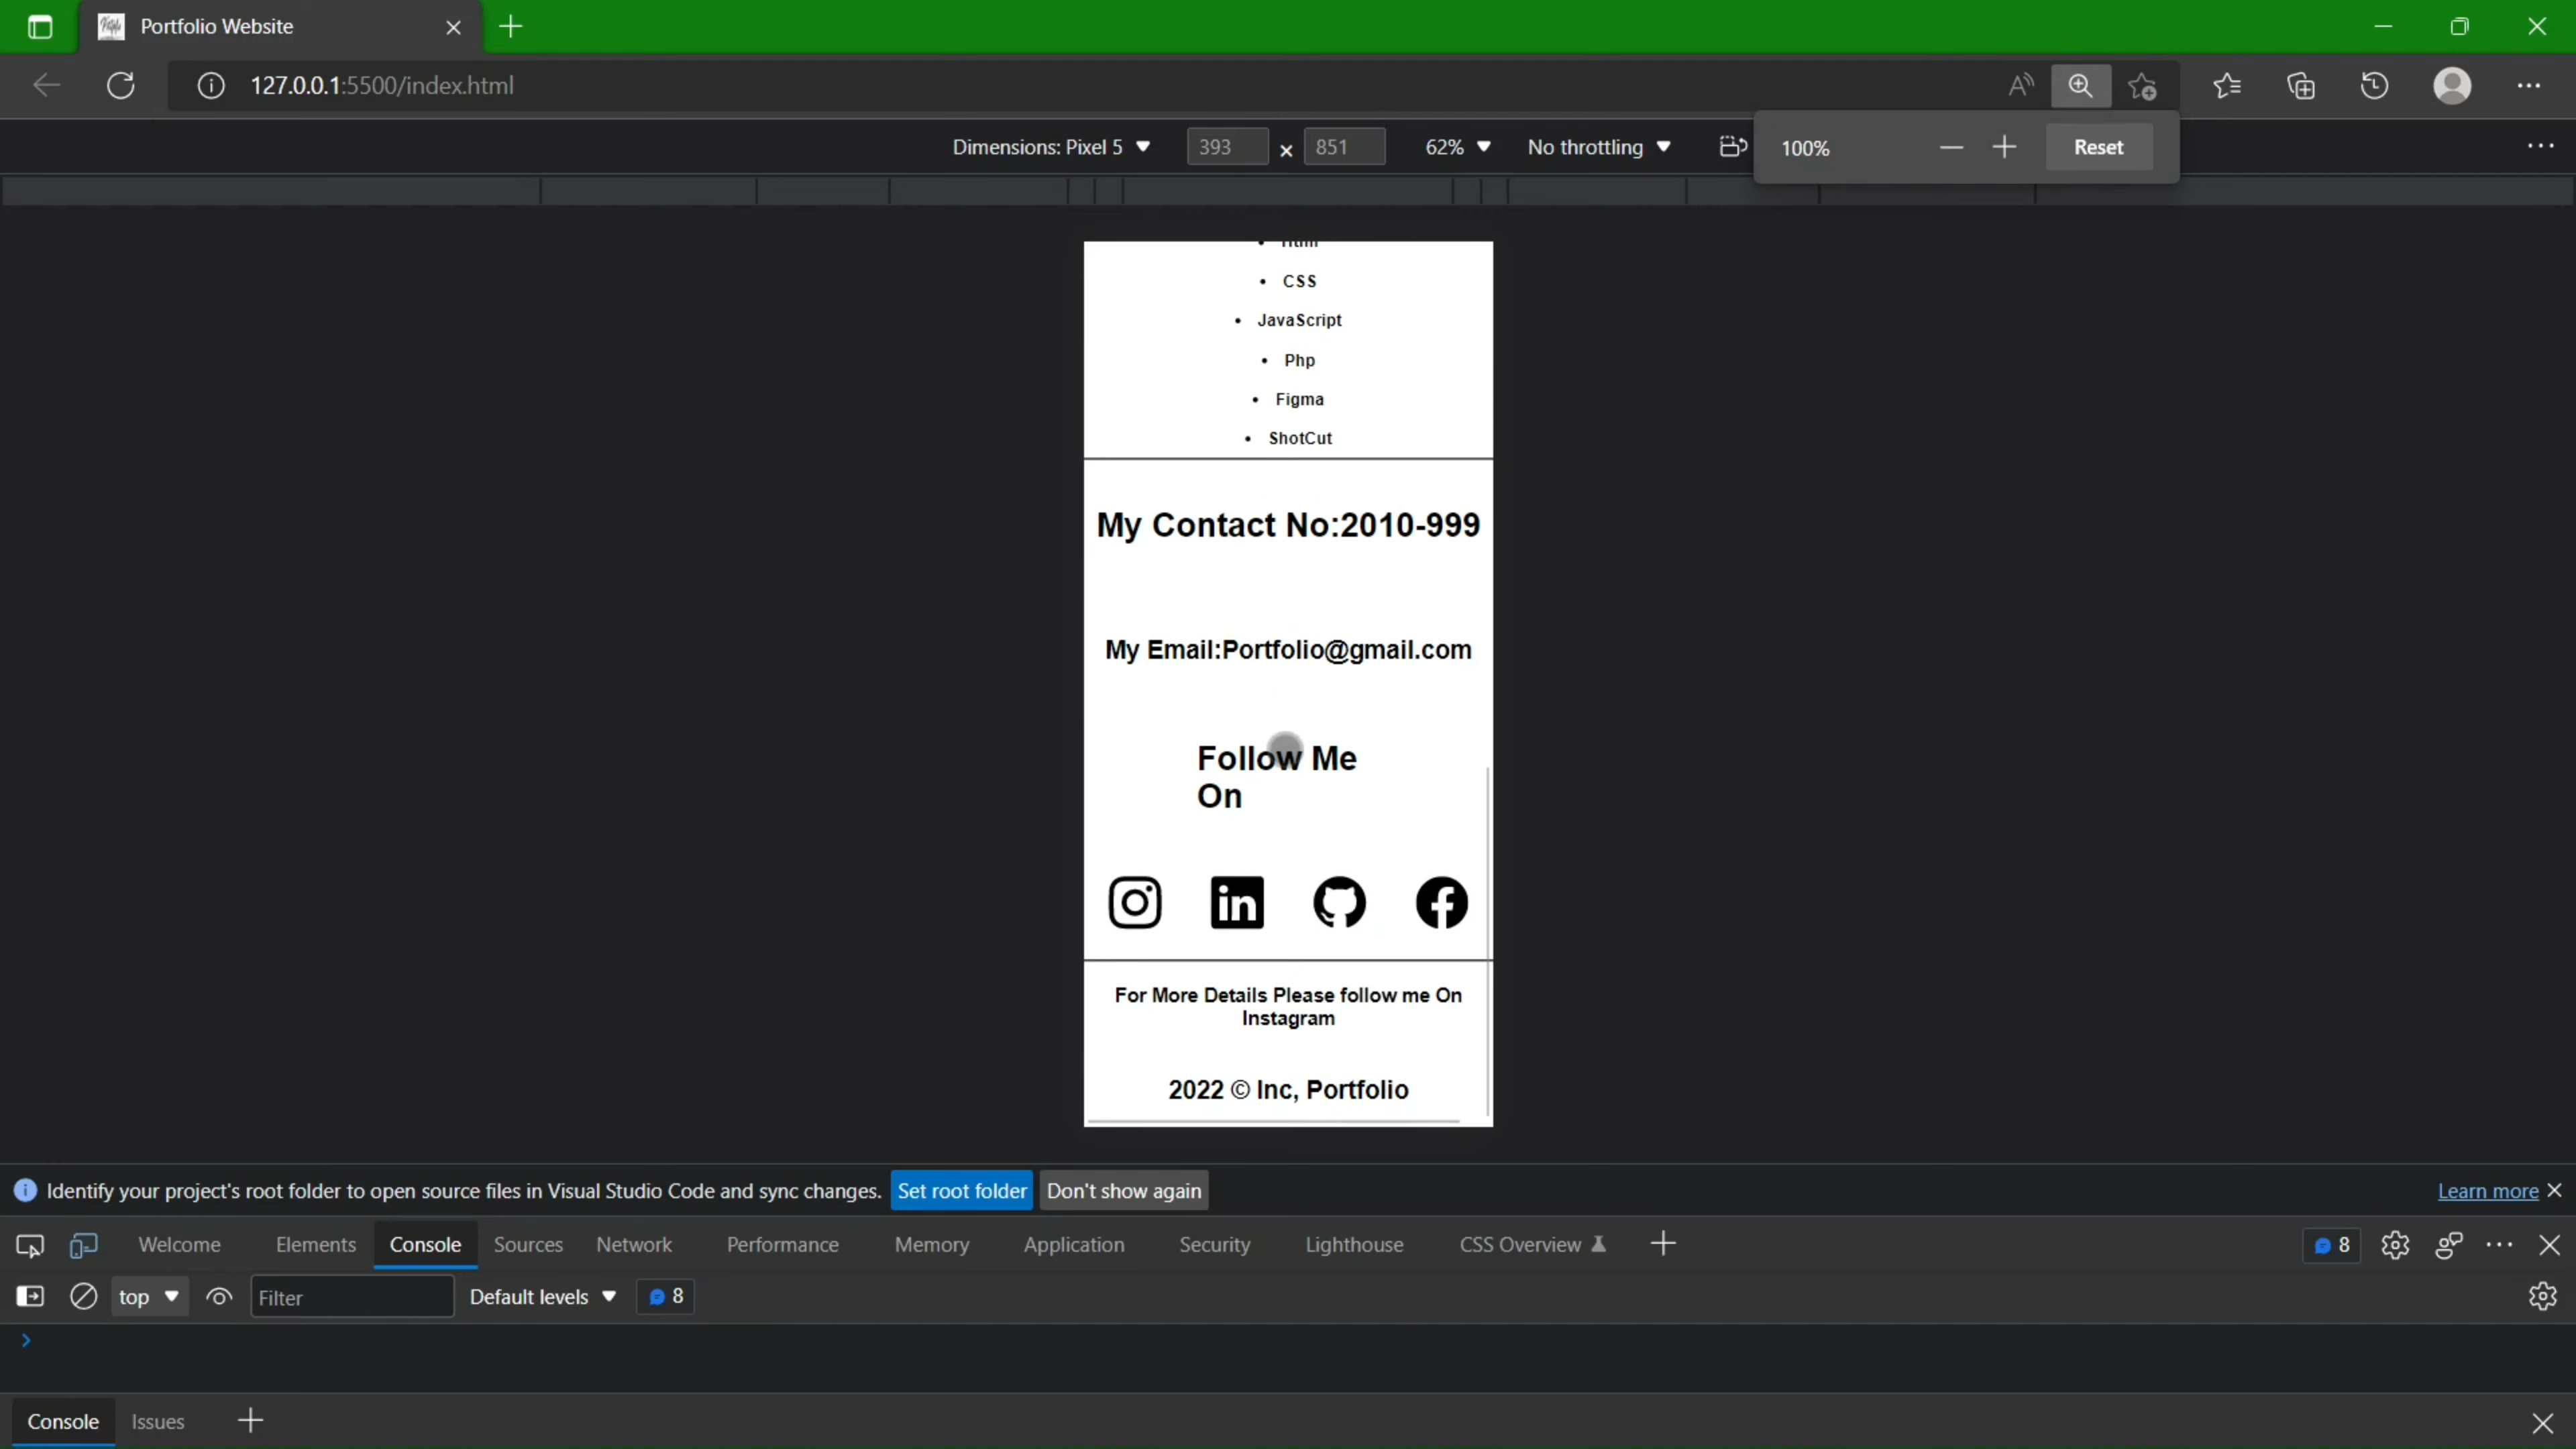 Portfolio Website
127.0.0.1:5500/index.html
Dimensions: Pixel 5 393 × 851 62% No throttling
100% Reset
Html
CSS
JavaScript
Php
Figma
ShotCut
My Contact No:2010-999
My Email:Portfolio@gmail.com
Follow Me
On
For More Details Please follow me On
Instagram
2022 © Inc, Portfolio
Identify your project's root folder to open source files in Visual Studio Code and sync changes. Set root folder Don't show again Learn more
Welcome Elements Console Sources Network Performance Memory Application Security Lighthouse CSS Overview 8
top Filter Default levels 8
Console Issues